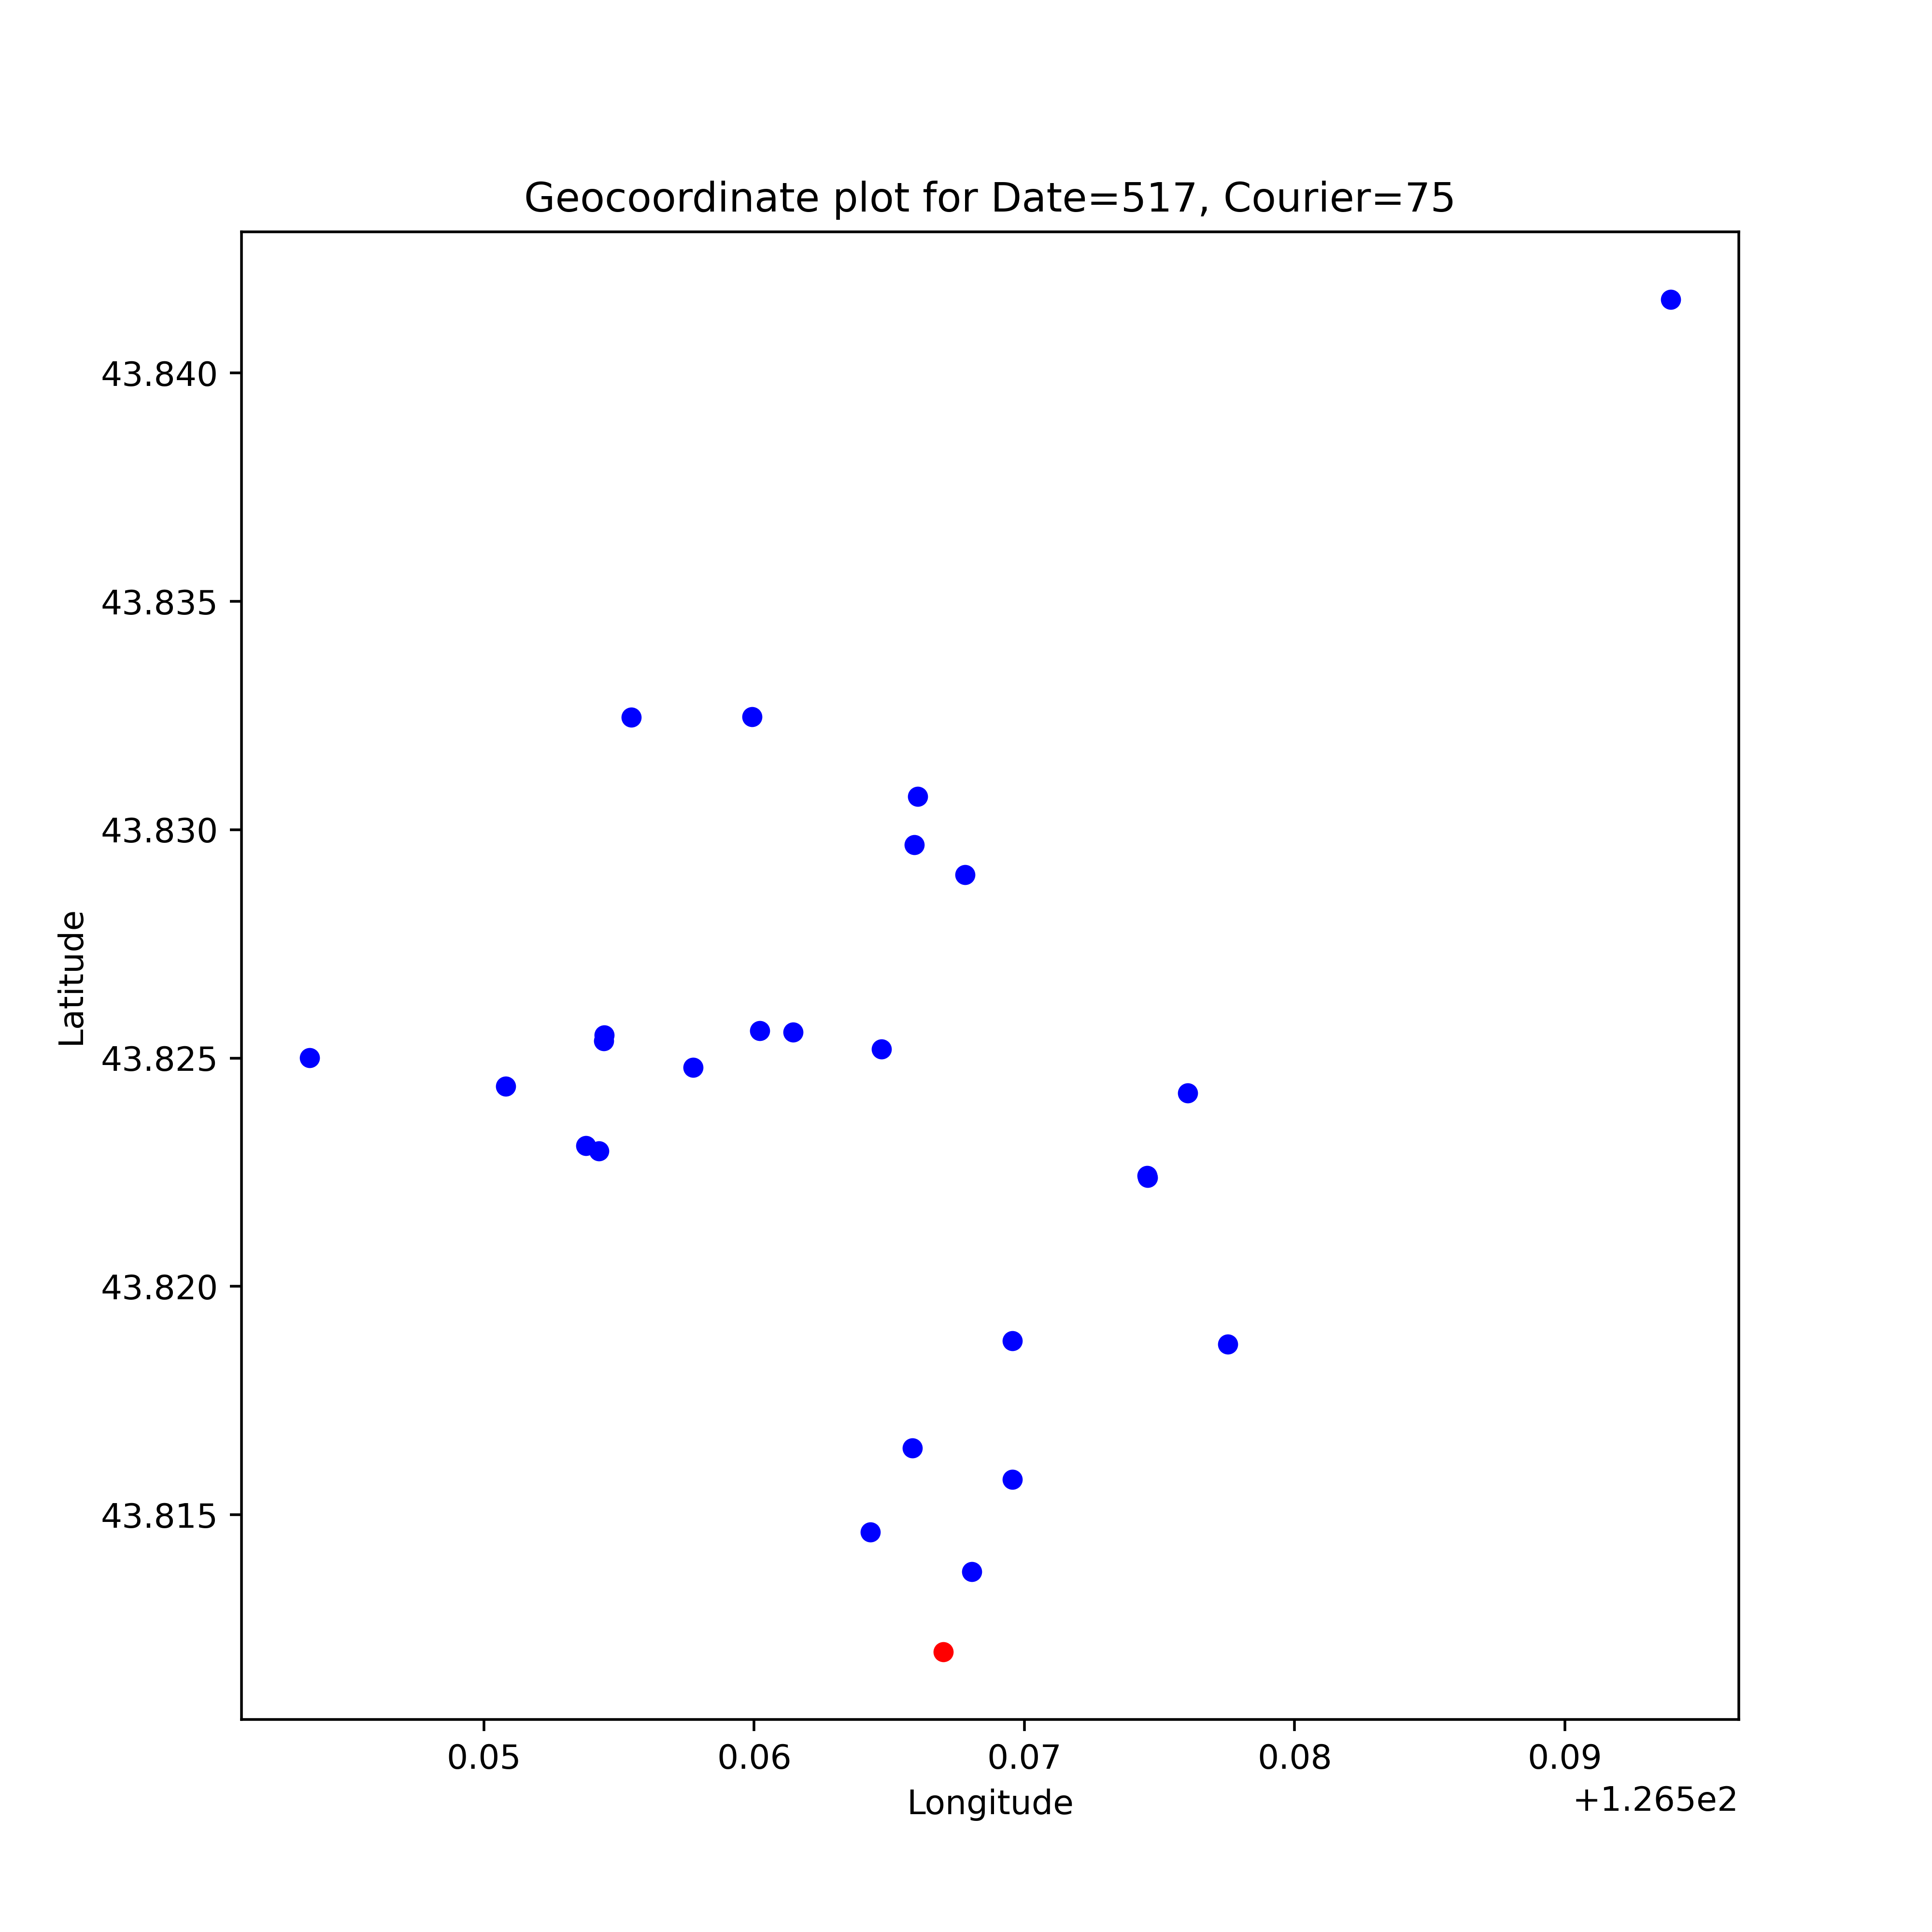 Geocoordinate plot for Date=517, Courier=75
43.840
43.835
43.830
43.825
43.820
43.815
Latitude
0.05 0.06 0.07 0.08 0.09
Longitude
+1.265e2